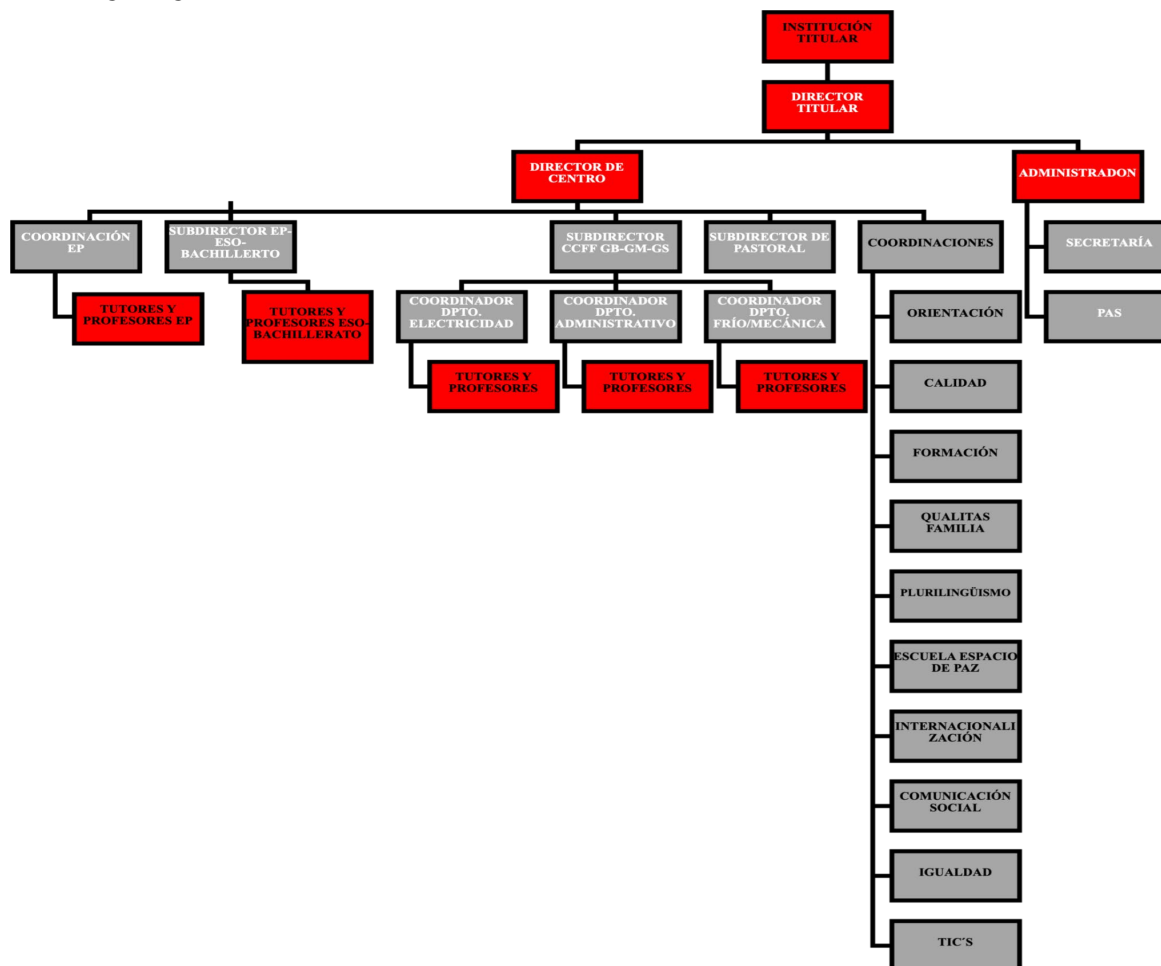 INSTITUCIÓN
TITULAR
DIRECTOR
TITULAR
DIRECTOR DE
CENTRO
ADMINISTRADON
COORDINACIÓN
EP
SUBDIRECTOR EP-
ESO-
BACHILLERTO
SUBDIRECTOR
CCFF GB-GM-GS
SUBDIRECTOR DE
PASTORAL
COORDINACIONES
SECRETARÍA
TUTORES Y
PROFESORES EP
TUTORES Y
PROFESORES ESO-
BACHILLERATO
COORDINADOR
DPTO.
ELECTRICIDAD
COORDINADOR
DPTO.
ADMINISTRATIVO
COORDINADOR
DPTO.
FRÍO/MECÁNICA
ORIENTACIÓN
PAS
TUTORES Y
PROFESORES
TUTORES Y
PROFESORES
TUTORES Y
PROFESORES
CALIDAD
FORMACIÓN
QUALITAS
FAMILIA
PLURILINGÜISMO
ESCUELA ESPACIO
DE PAZ
INTERNACIONALI
ZACIÓN
COMUNICACIÓN
SOCIAL
IGUALDAD
TIC´S